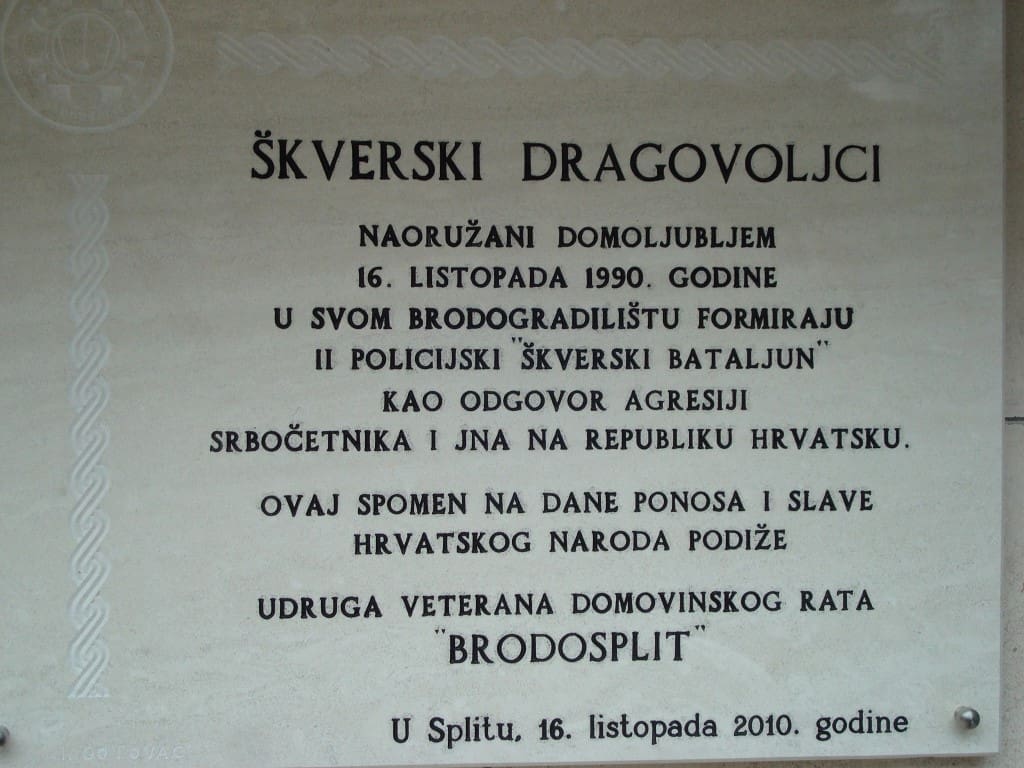 ŠKVERSKI DRAGOVOLJCI
NAORUŽANI DOMOLJUBLJEM
16. LISTOPADA 1990. GODINE
U SVOM BRODOGRADILIŠTU FORMIRAJU
II POLICIJSKI "ŠKVERSKI BATALJUN"
KAO ODGOVOR AGRESIJI
SRBOČETNIKA I JNA NA REPUBLIKU HRVATSKU.
OVAJ SPOMEN NA DANE PONOSA I SLAVE
HRVATSKOG NARODA PODIŽE
UDRUGA VETERANA DOMOVINSKOG RATA
"BRODOSPLIT"
U Splitu, 16. listopada 2010. godine